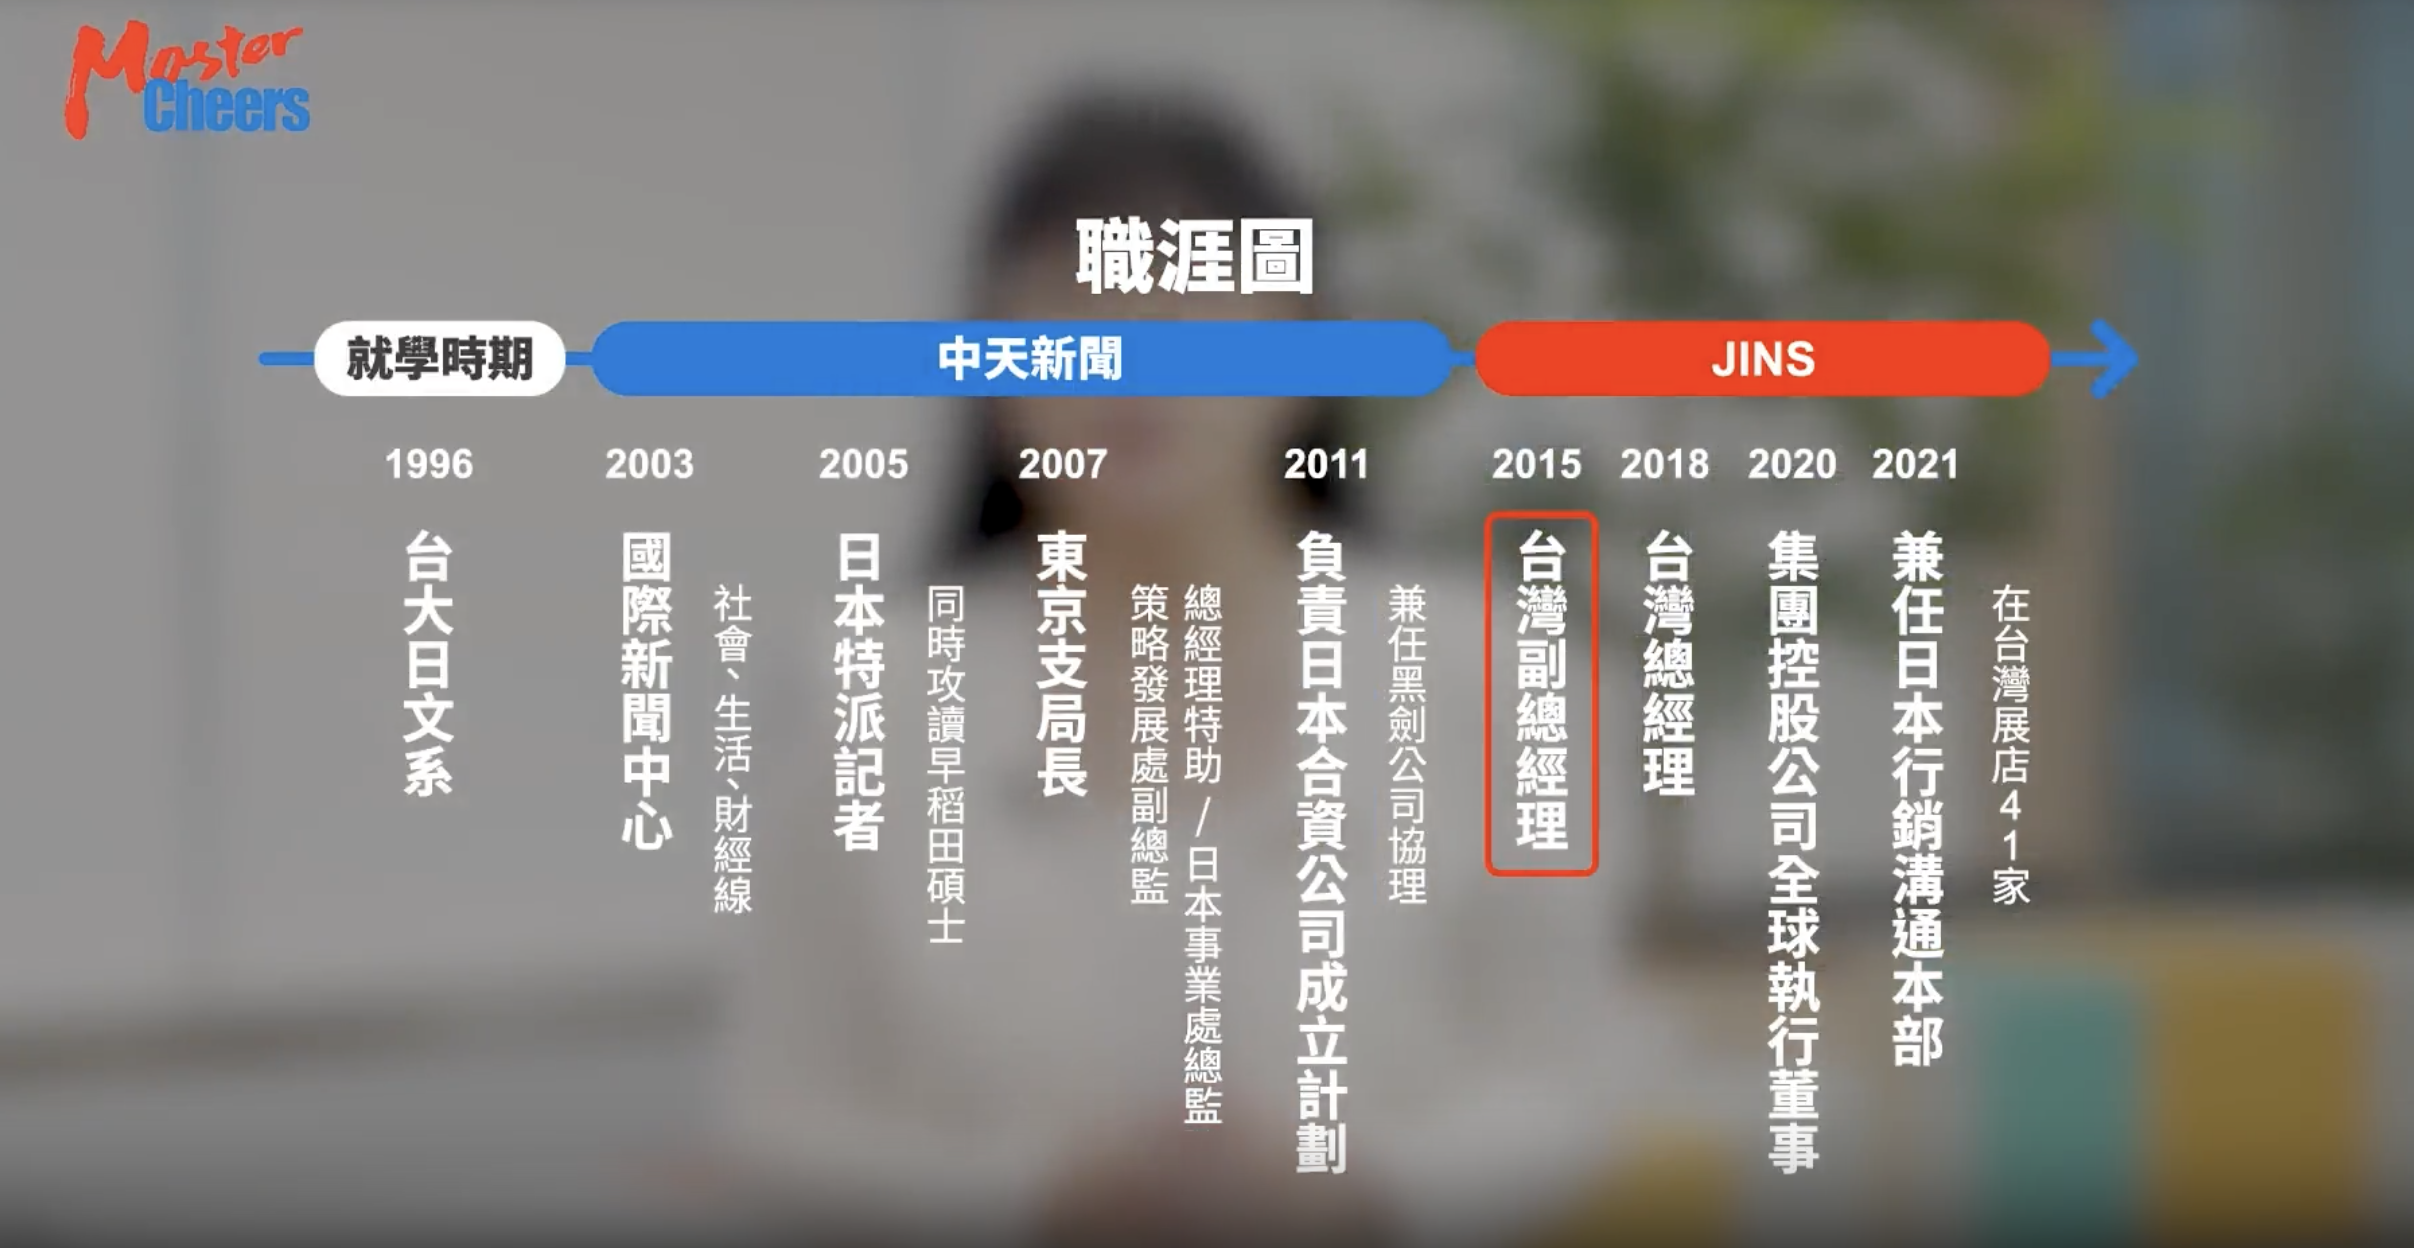 Master
Cheers
職涯圖
就學時期
中天新聞
JINS
1996
台大日文系
2003
國際新聞中心
社會、生活、財經線
2005
日本特派記者
同時攻讀早稻田碩士
2007
東京支局長
總經理特助/日本事業處總監
策略發展處副總監
2011
負責日本合資公司成立計劃
兼任黑劍公司協理
2015
台灣副總經理
2018
台灣總經理
2020
集團控股公司全球執行董事
2021
兼任日本行銷溝通本部
在台灣展店41家